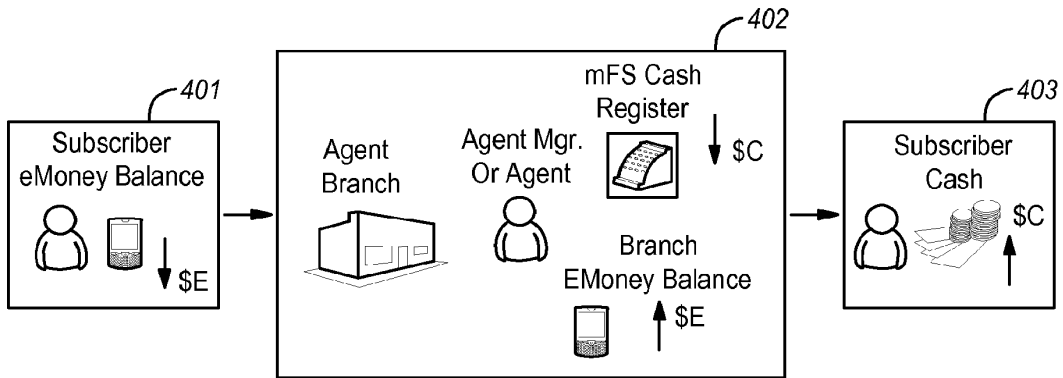 401
Subscriber
eMoney Balance
$E
402
mFS Cash
Register
$C
Agent
Branch
Agent Mgr.
Or Agent
Branch
EMoney Balance
$E
403
Subscriber
Cash
$C